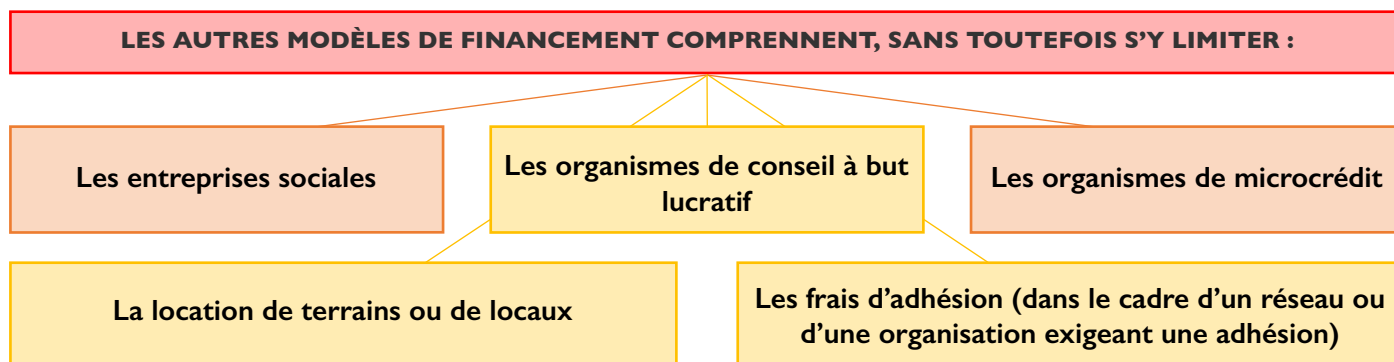 LES AUTRES MODÈLES DE FINANCEMENT COMPRENNENT, SANS TOUTEFOIS S’Y LIMITER :
Les entreprises sociales
Les organismes de conseil à but
lucratif
Les organismes de microcrédit
La location de terrains ou de locaux
Les frais d’adhésion (dans le cadre d’un réseau ou
d’une organisation exigeant une adhésion)